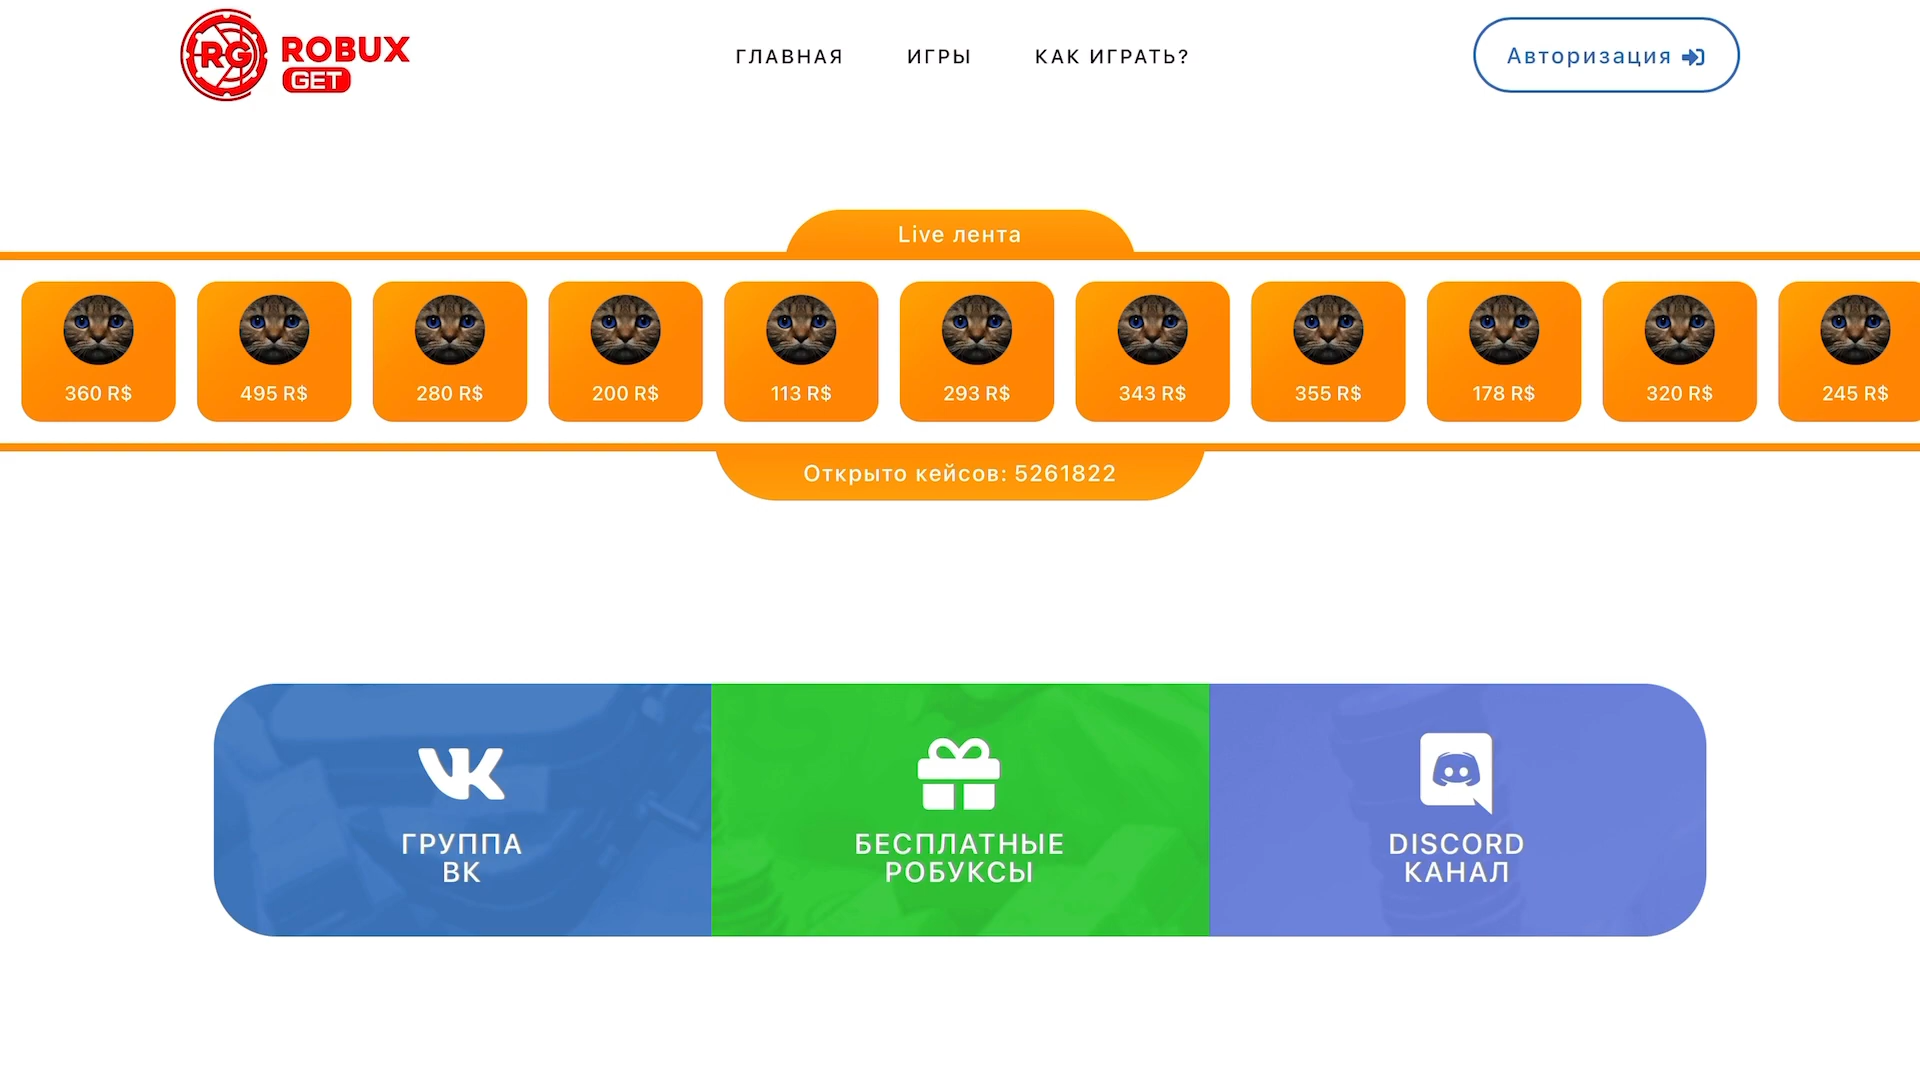 RG ROBUX
GET
ГЛАВНАЯ
ИГРЫ
КАК ИГРАТЬ?
Авторизация
Live лента
360 R$
495 R$
280 R$
200 R$
113 R$
293 R$
343 R$
355 R$
178 R$
320 R$
245 R$
Открыто кейсов: 5261822
ГРУППА
ВК
БЕСПЛАТНЫЕ
РОБУКСЫ
DISCORD
КАНАЛ